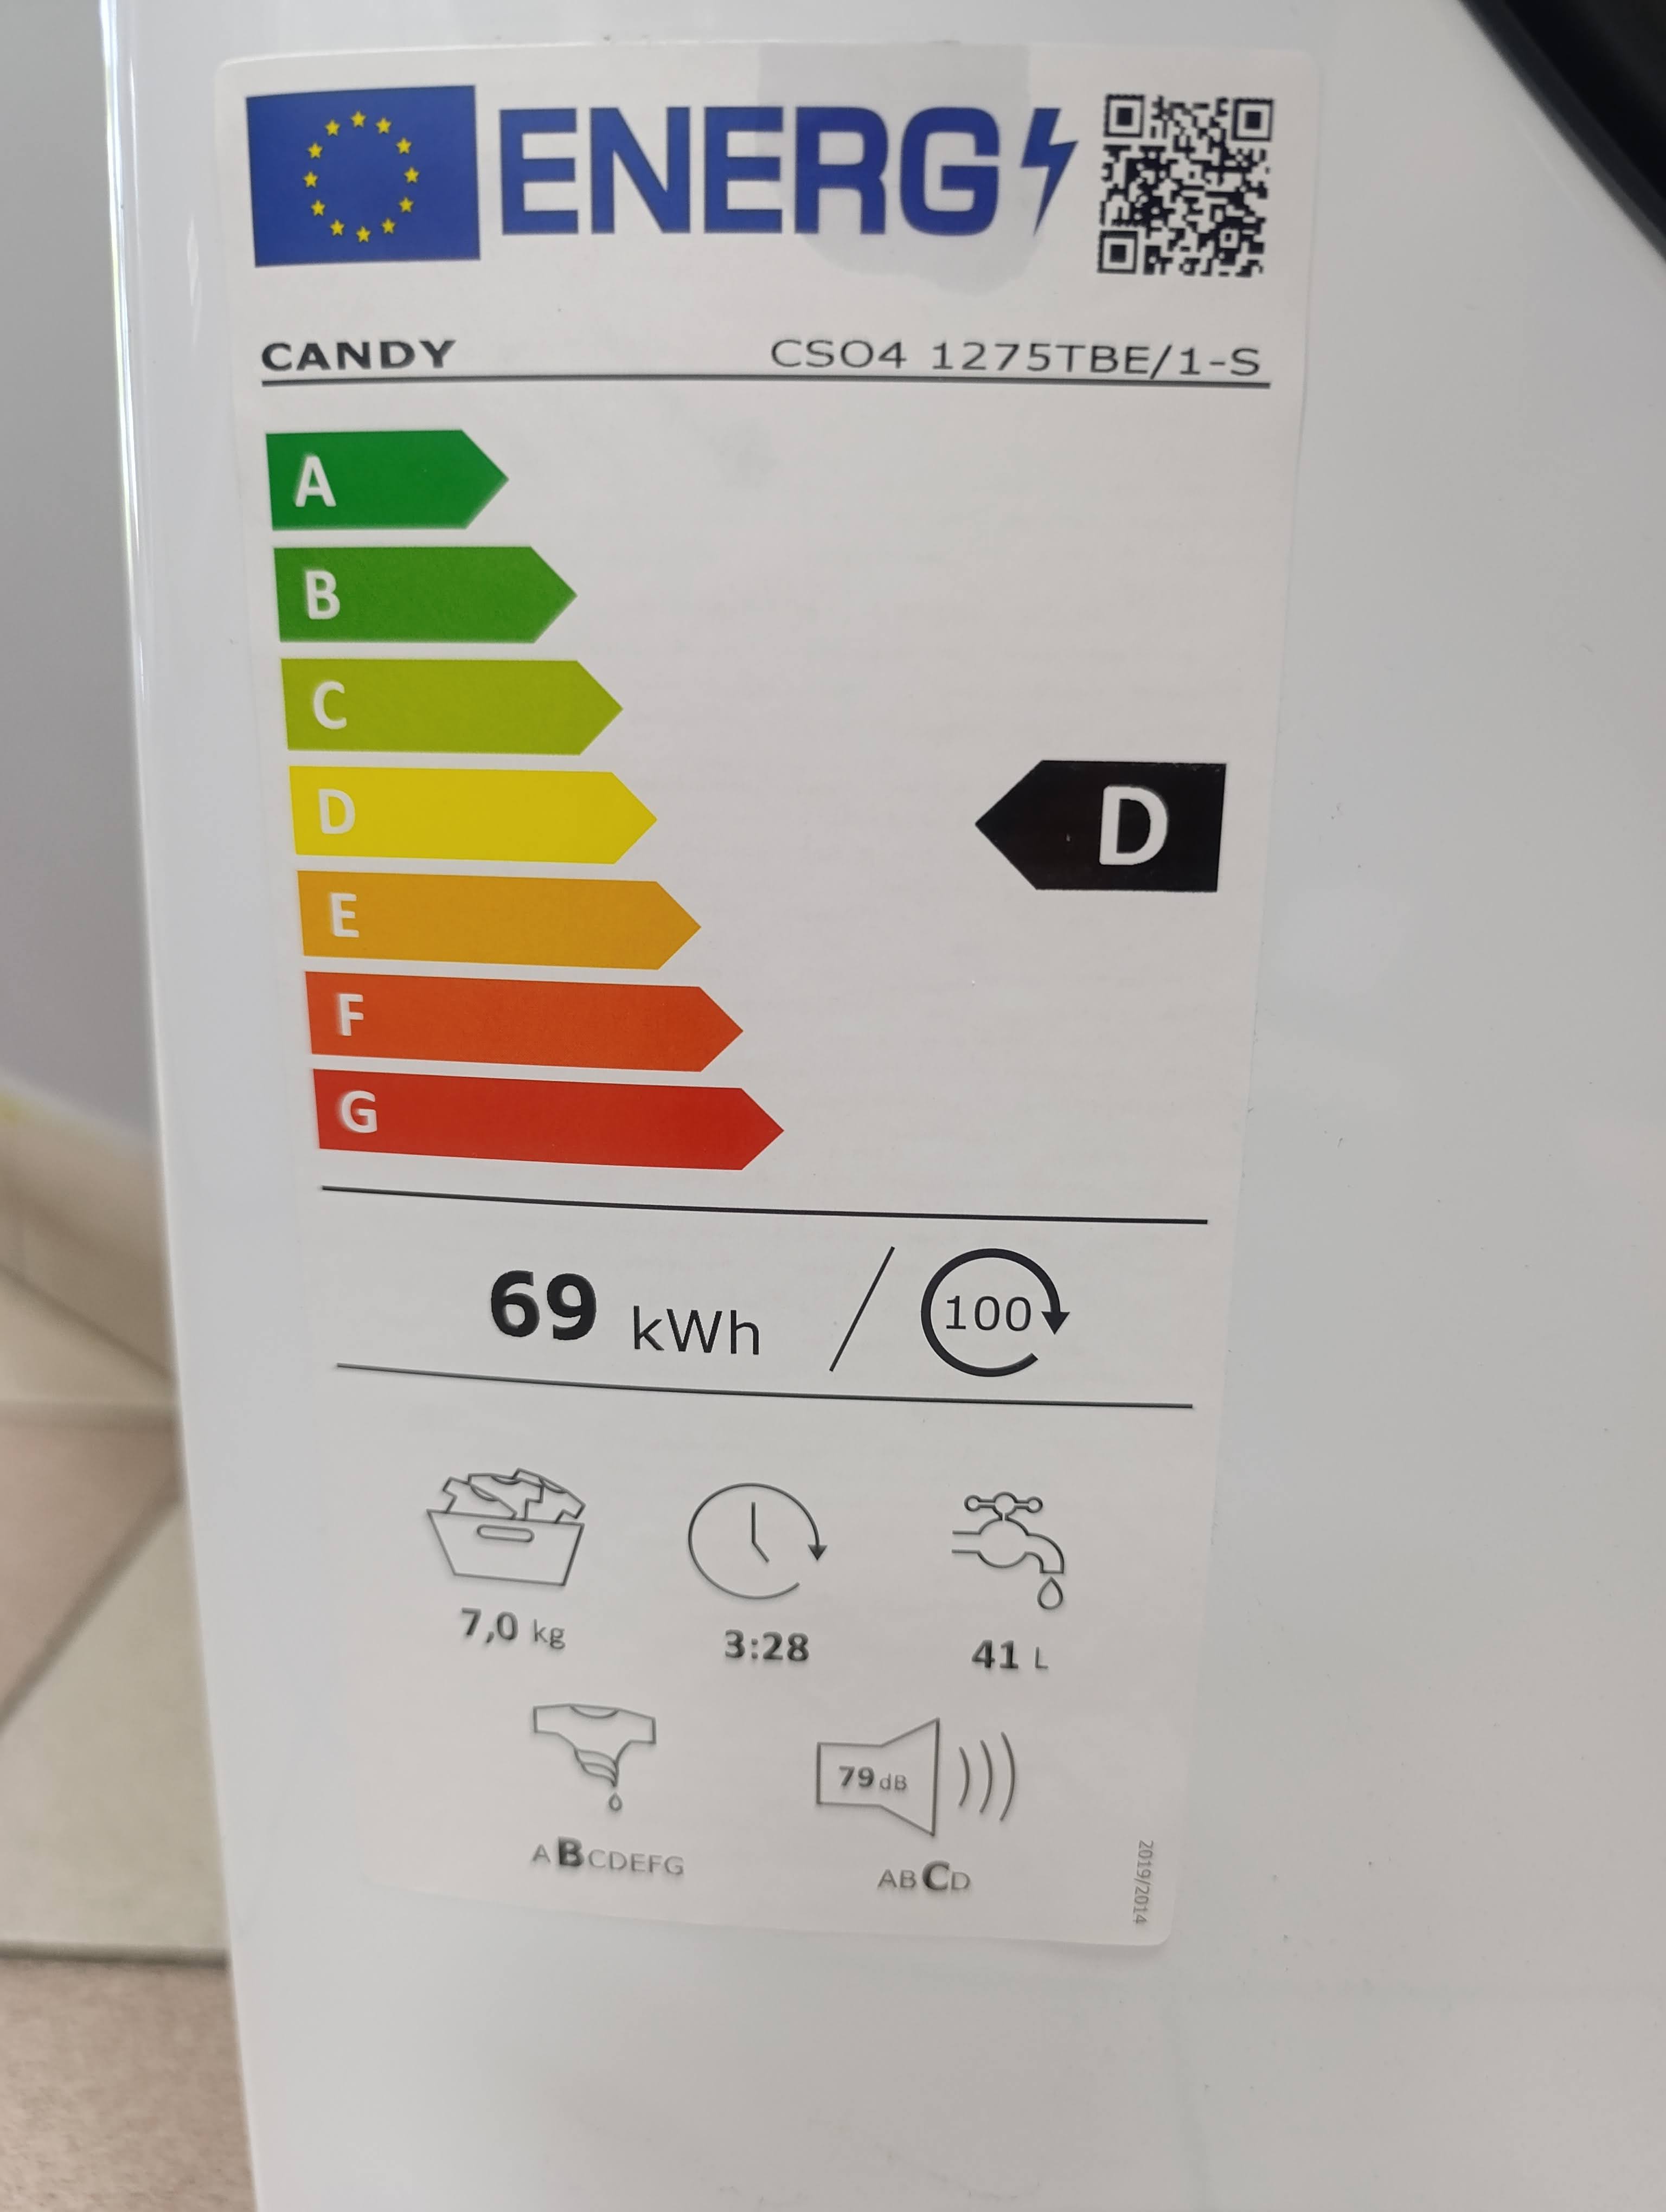 ENERG
CANDY CSO4 1275TBE/1-S
A
B
C
D
D
E
F
G
69 kWh / 100
7,0 kg 3:28 41 L
79 dB
ABCDEFG ABCD
2019/2014